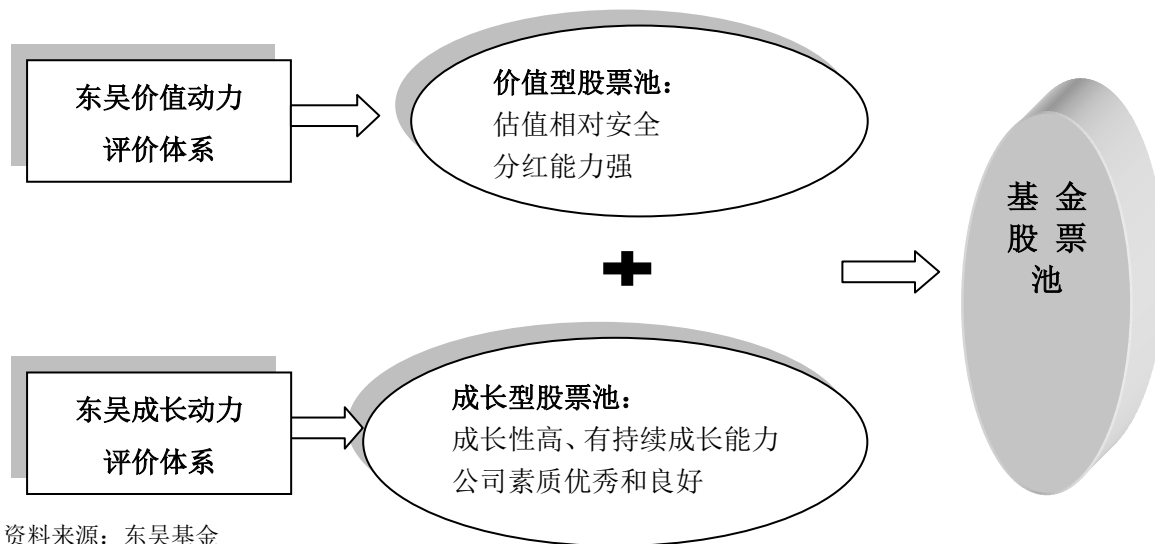 东吴价值动力
评价体系
价值型股票池：
估值相对安全
分红能力强
基 金
股 票
池
东吴成长动力
评价体系
成长型股票池：
成长性高、有持续成长能力
公司素质优秀和良好
资料来源：东吴基金